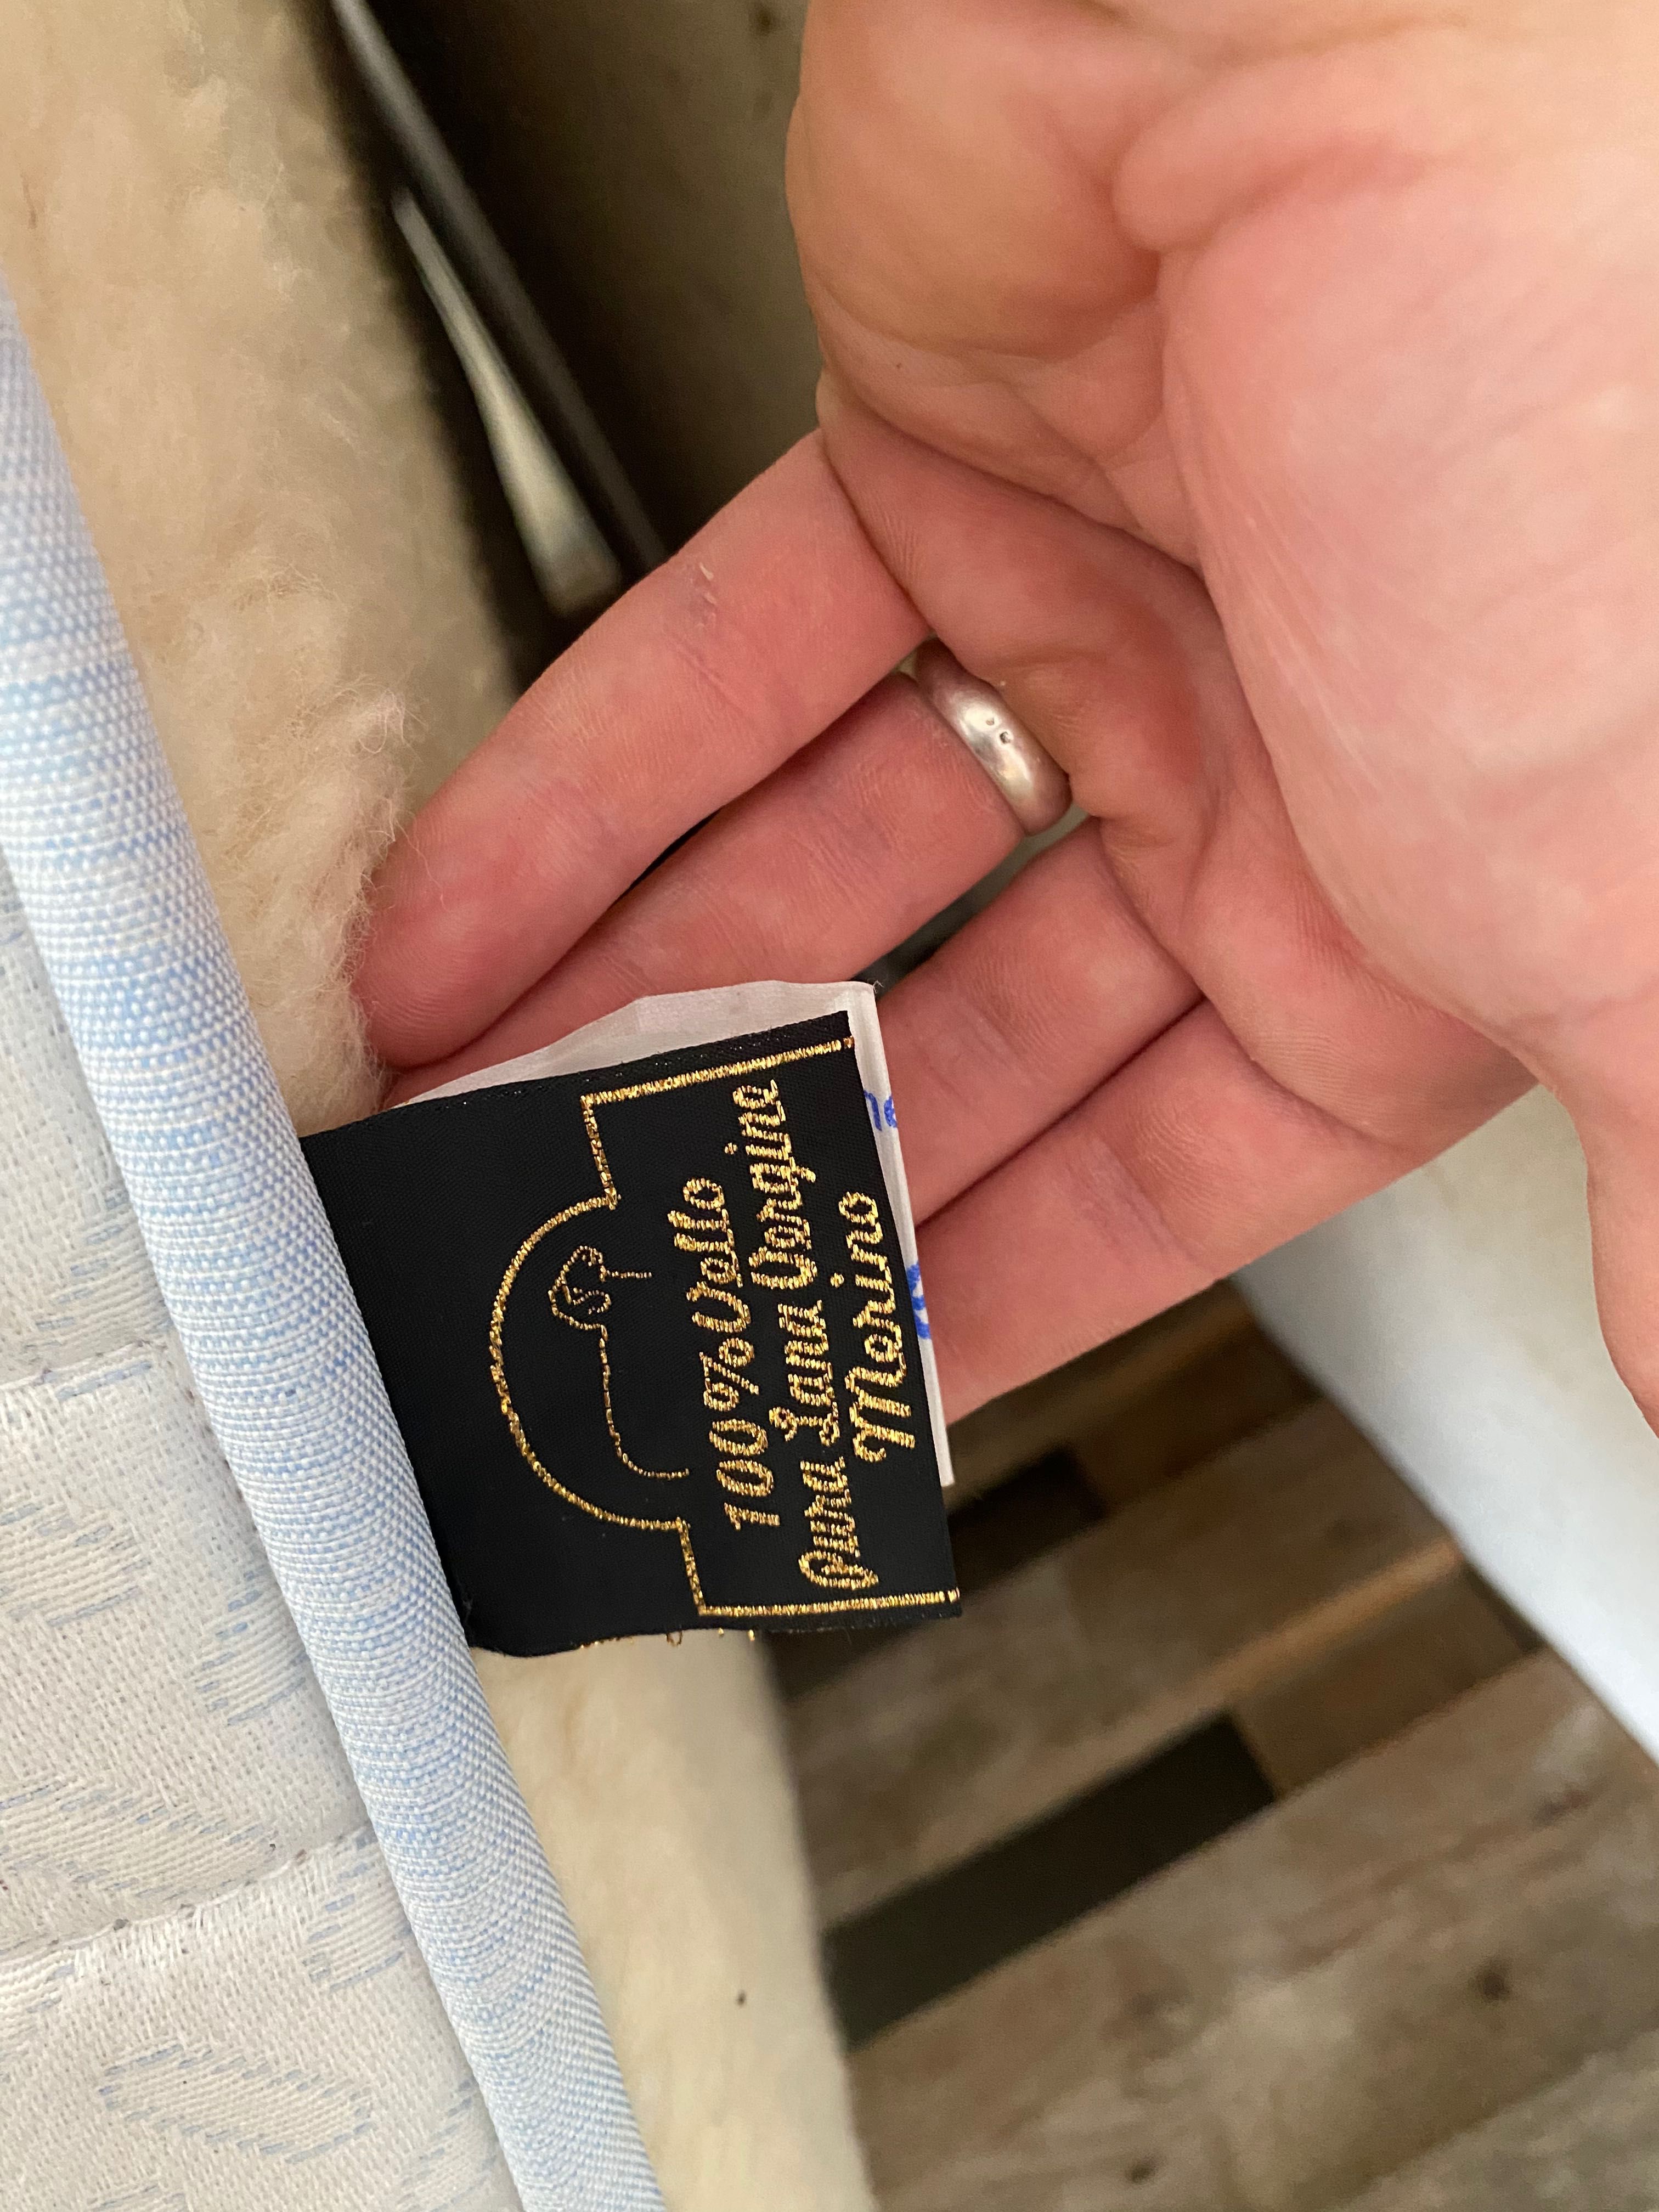 100% Vello
Pura Lana Vergine
Merino